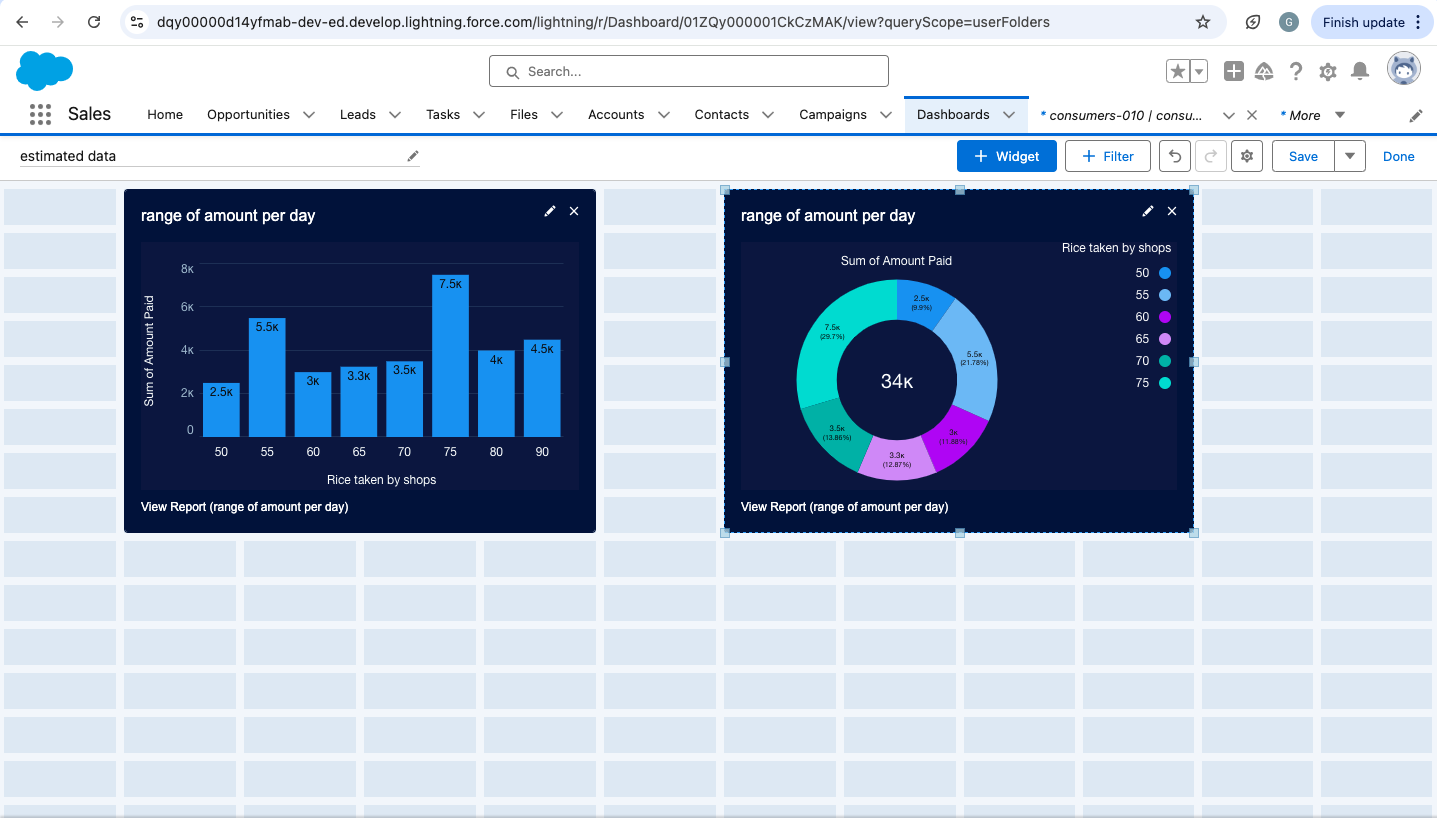 dqy00000d14yfmab-dev-ed.develop.lightning.force.com/lightning/r/Dashboard/01ZQy000001CkCzMAK/view?queryScope=userFolders
G
Finish update
Search...
Sales
Home
Opportunities
Leads
Tasks
Files
Accounts
Contacts
Campaigns
Dashboards
* consumers-010 | consu...
* More
estimated data
Widget
Filter
Save
Done
range of amount per day
Sum of Amount Paid
8K
6K
4K
2K
0
2.5K
5.5K
3K
3.3K
3.5K
7.5K
4K
4.5K
50 55 60 65 70 75 80 90
Rice taken by shops
View Report (range of amount per day)
range of amount per day
Rice taken by shops
Sum of Amount Paid
50
55
60
65
70
75
2.5K
(9.9%)
5.5K
(21.78%)
3K
(11.88%)
3.3K
(12.87%)
3.5K
(13.86%)
7.5K
(29.7%)
34K
View Report (range of amount per day)